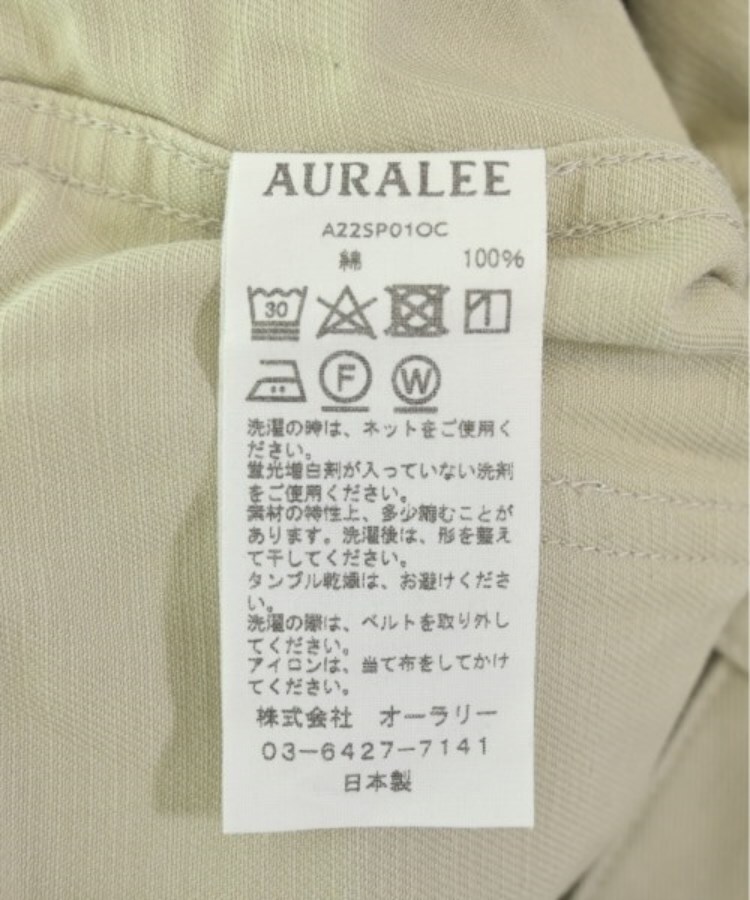 AURALEE
A22SP01OC
綿 100%
30
F W
洗濯の時は、ネットをご使用く
ださい。
蛍光増白剤が入っていない洗剤
をご使用ください。
素材の特性上、多少縮むことが
あります。洗濯後は、形を整え
て干してください。
タンブル乾燥は、お避けくださ
い。
洗濯の際は、ベルトを取り外し
てください。
アイロンは、当て布をしてかけ
てください。
株式会社 オーラリー
03-6427-7141
日本製